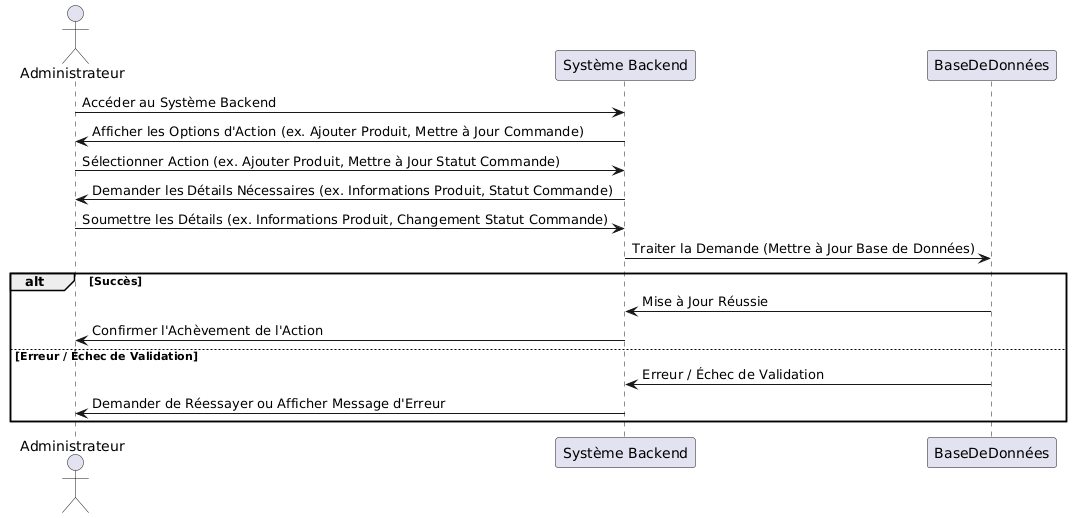 Administrateur
Système Backend
BaseDeDonnées
Accéder au Système Backend
Afficher les Options d'Action (ex. Ajouter Produit, Mettre à Jour Commande)
Sélectionner Action (ex. Ajouter Produit, Mettre à Jour Statut Commande)
Demander les Détails Nécessaires (ex. Informations Produit, Statut Commande)
Soumettre les Détails (ex. Informations Produit, Changement Statut Commande)
Traiter la Demande (Mettre à Jour Base de Données)
alt [Succès]
Mise à Jour Réussie
Confirmer l'Achèvement de l'Action
[Erreur / Échec de Validation]
Erreur / Échec de Validation
Demander de Réessayer ou Afficher Message d'Erreur
Administrateur
Système Backend
BaseDeDonnées